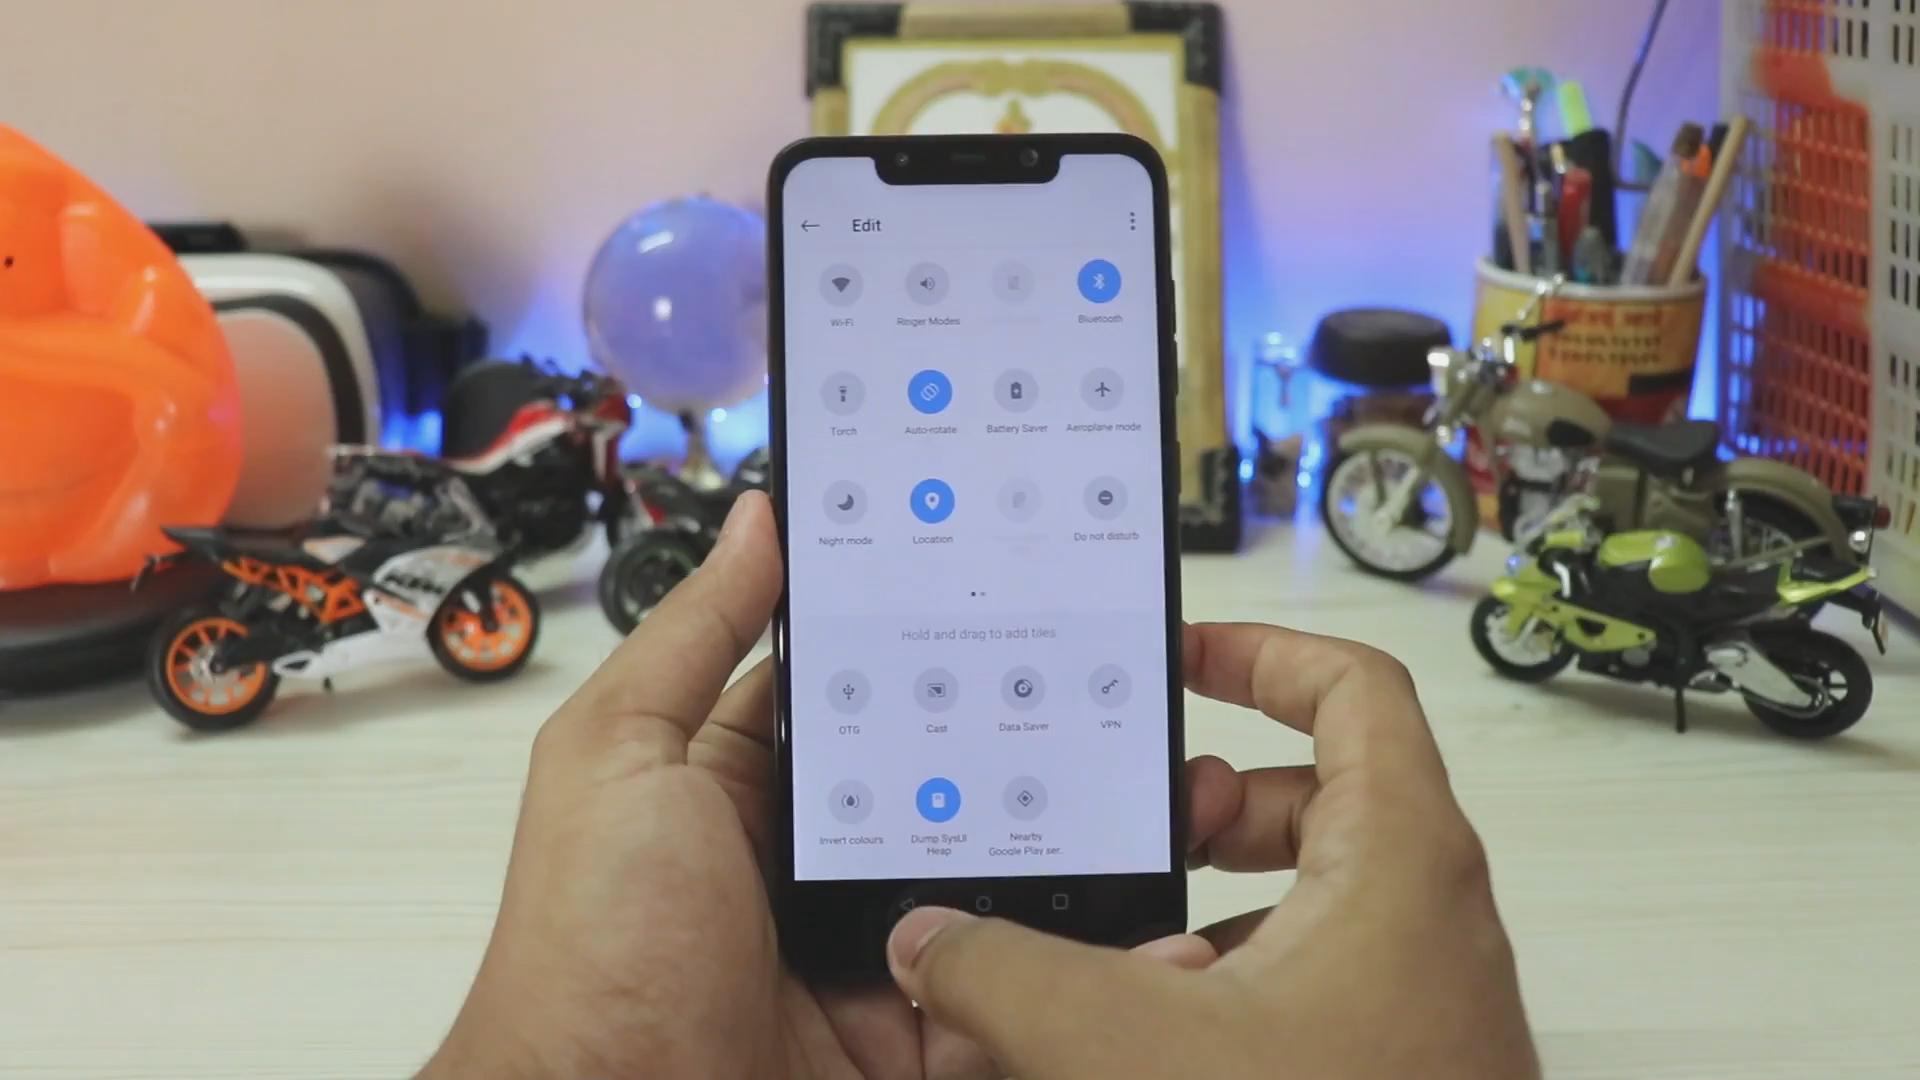 Edit
Wi-Fi
Ringer Modes
Bluetooth
Torch
Auto-rotate
Battery Saver
Aeroplane mode
Night mode
Location
Do not disturb
Hold and drag to add tiles
OTG
Cast
Data Saver
VPN
Invert colours
Dump SysUI
Heap
Nearby
Google Play ser..
KTM